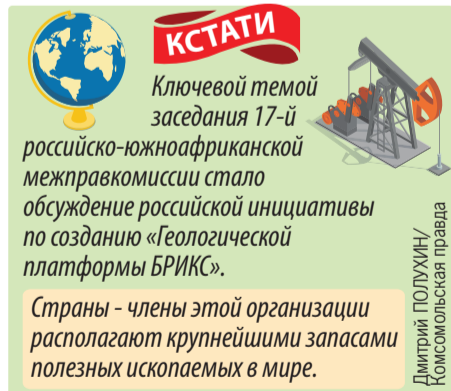 КСТАТИ
Ключевой темой
заседания 17-й
российско-южноафриканской
межправкомиссии стало
обсуждение российской инициативы
по созданию «Геологической
платформы БРИКС».
Страны - члены этой организации
располагают крупнейшими запасами
полезных ископаемых в мире.
Дмитрий ПОЛУХИН/
Комсомольская правда